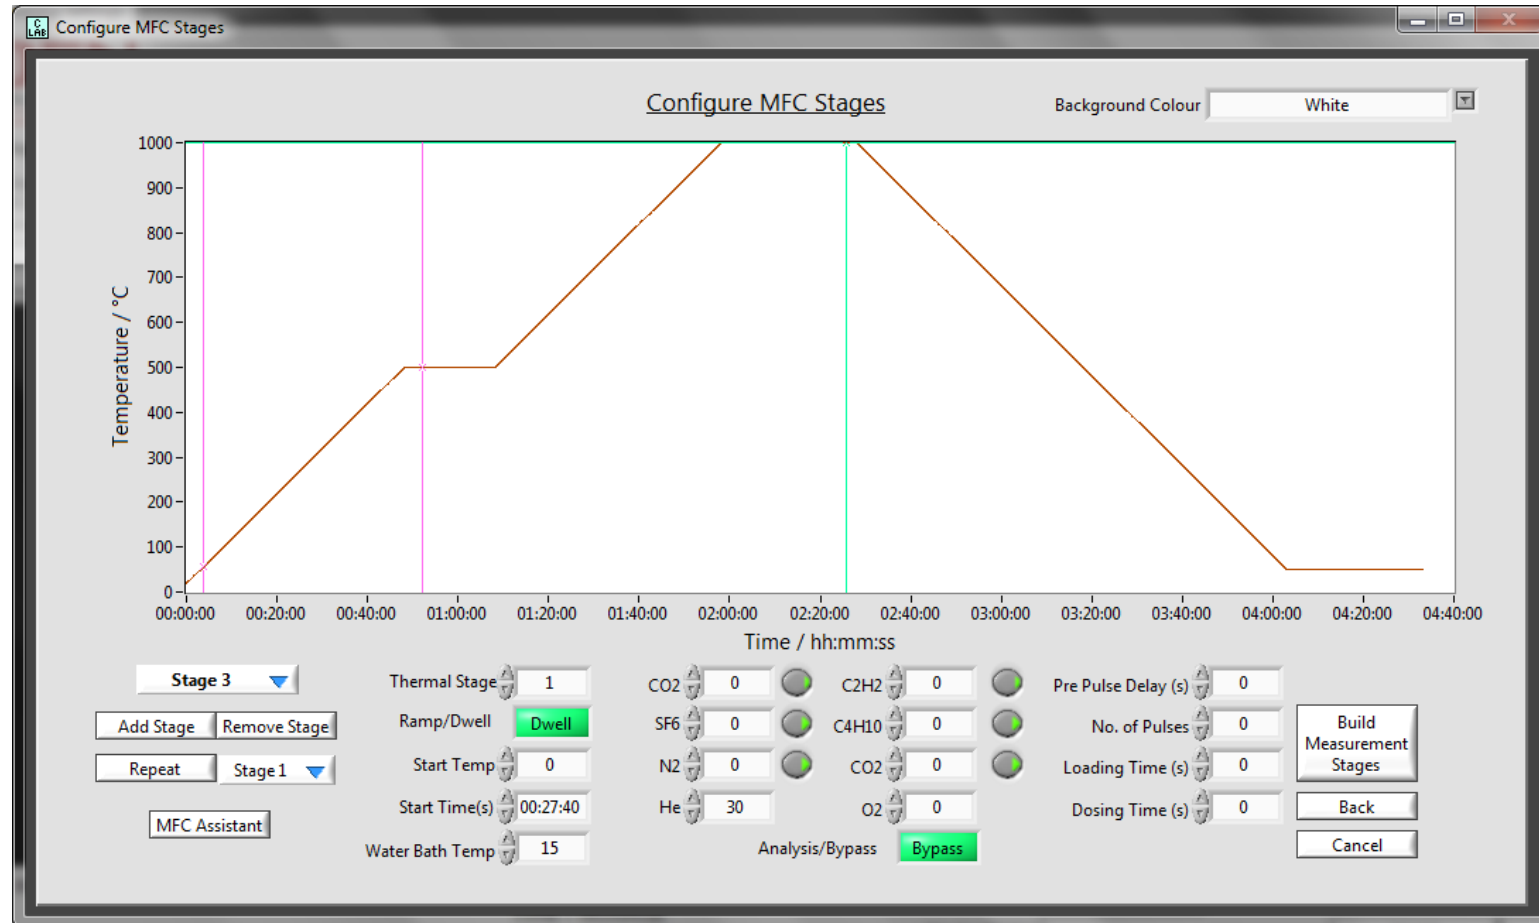 C LAB Configure MFC Stages
Configure MFC Stages
Background Colour White
Temperature / °C
1000
900
800
700
600
500
400
300
200
100
0
00:00:00 00:20:00 00:40:00 01:00:00 01:20:00 01:40:00 02:00:00 02:20:00 02:40:00 03:00:00 03:20:00 03:40:00 04:00:00 04:20:00 04:40:00
Time / hh:mm:ss
Stage 3
Add Stage Remove Stage
Repeat Stage 1
MFC Assistant
Thermal Stage 1
Ramp/Dwell Dwell
Start Temp 0
Start Time(s) 00:27:40
Water Bath Temp 15
CO2 0 C2H2 0
SF6 0 C4H10 0
N2 0 CO2 0
He 30 O2 0
Analysis/Bypass Bypass
Pre Pulse Delay (s) 0
No. of Pulses 0
Loading Time (s) 0
Dosing Time (s) 0
Build
Measurement
Stages
Back
Cancel